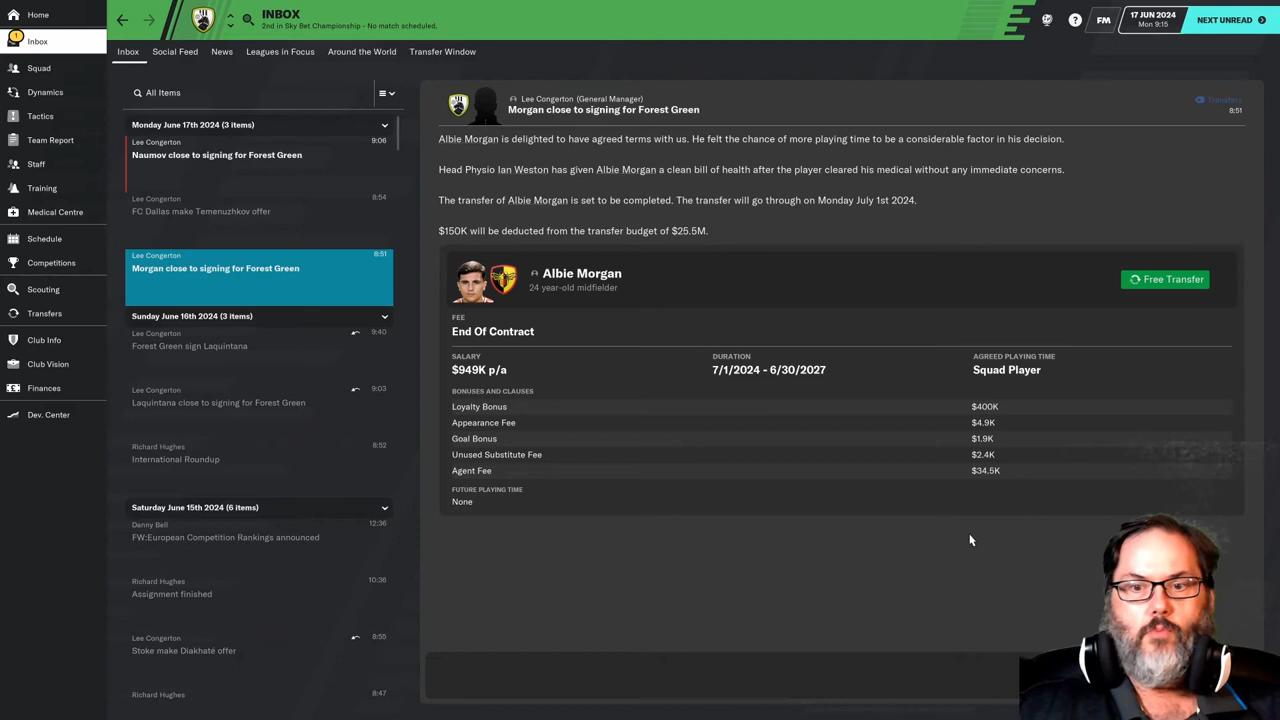 INBOX
2nd in Sky Bet Championship - No match scheduled.
FM
17 JUN 2024
Mon 9:15
NEXT UNREAD
Home
1
Inbox
Squad
Dynamics
Tactics
Team Report
Staff
Training
Medical Centre
Schedule
Competitions
Scouting
Transfers
Club Info
Club Vision
Finances
Dev. Center
Inbox
Social Feed
News
Leagues in Focus
Around the World
Transfer Window
All Items
Monday June 17th 2024 (3 items)
Lee Congerton 9:06
Naumov close to signing for Forest Green
Lee Congerton 8:54
FC Dallas make Temenuzhkov offer
Lee Congerton 8:51
Morgan close to signing for Forest Green
Sunday June 16th 2024 (3 items)
Lee Congerton 9:40
Forest Green sign Laquintana
Lee Congerton 9:03
Laquintana close to signing for Forest Green
Richard Hughes 8:52
International Roundup
Saturday June 15th 2024 (6 items)
Danny Bell 12:36
FW:European Competition Rankings announced
Richard Hughes 10:36
Assignment finished
Lee Congerton 8:55
Stoke make Diakhaté offer
Richard Hughes 8:47
Lee Congerton (General Manager)
Morgan close to signing for Forest Green
Transfers
8:51
Albie Morgan is delighted to have agreed terms with us. He felt the chance of more playing time to be a considerable factor in his decision.
Head Physio Ian Weston has given Albie Morgan a clean bill of health after the player cleared his medical without any immediate concerns.
The transfer of Albie Morgan is set to be completed. The transfer will go through on Monday July 1st 2024.
$150K will be deducted from the transfer budget of $25.5M.
Albie Morgan
24 year-old midfielder
Free Transfer
FEE
End Of Contract
SALARY DURATION AGREED PLAYING TIME
$949K p/a 7/1/2024 - 6/30/2027 Squad Player
BONUSES AND CLAUSES
Loyalty Bonus $400K
Appearance Fee $4.9K
Goal Bonus $1.9K
Unused Substitute Fee $2.4K
Agent Fee $34.5K
FUTURE PLAYING TIME
None